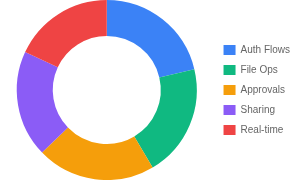 Auth Flows
File Ops
Approvals
Sharing
Real-time